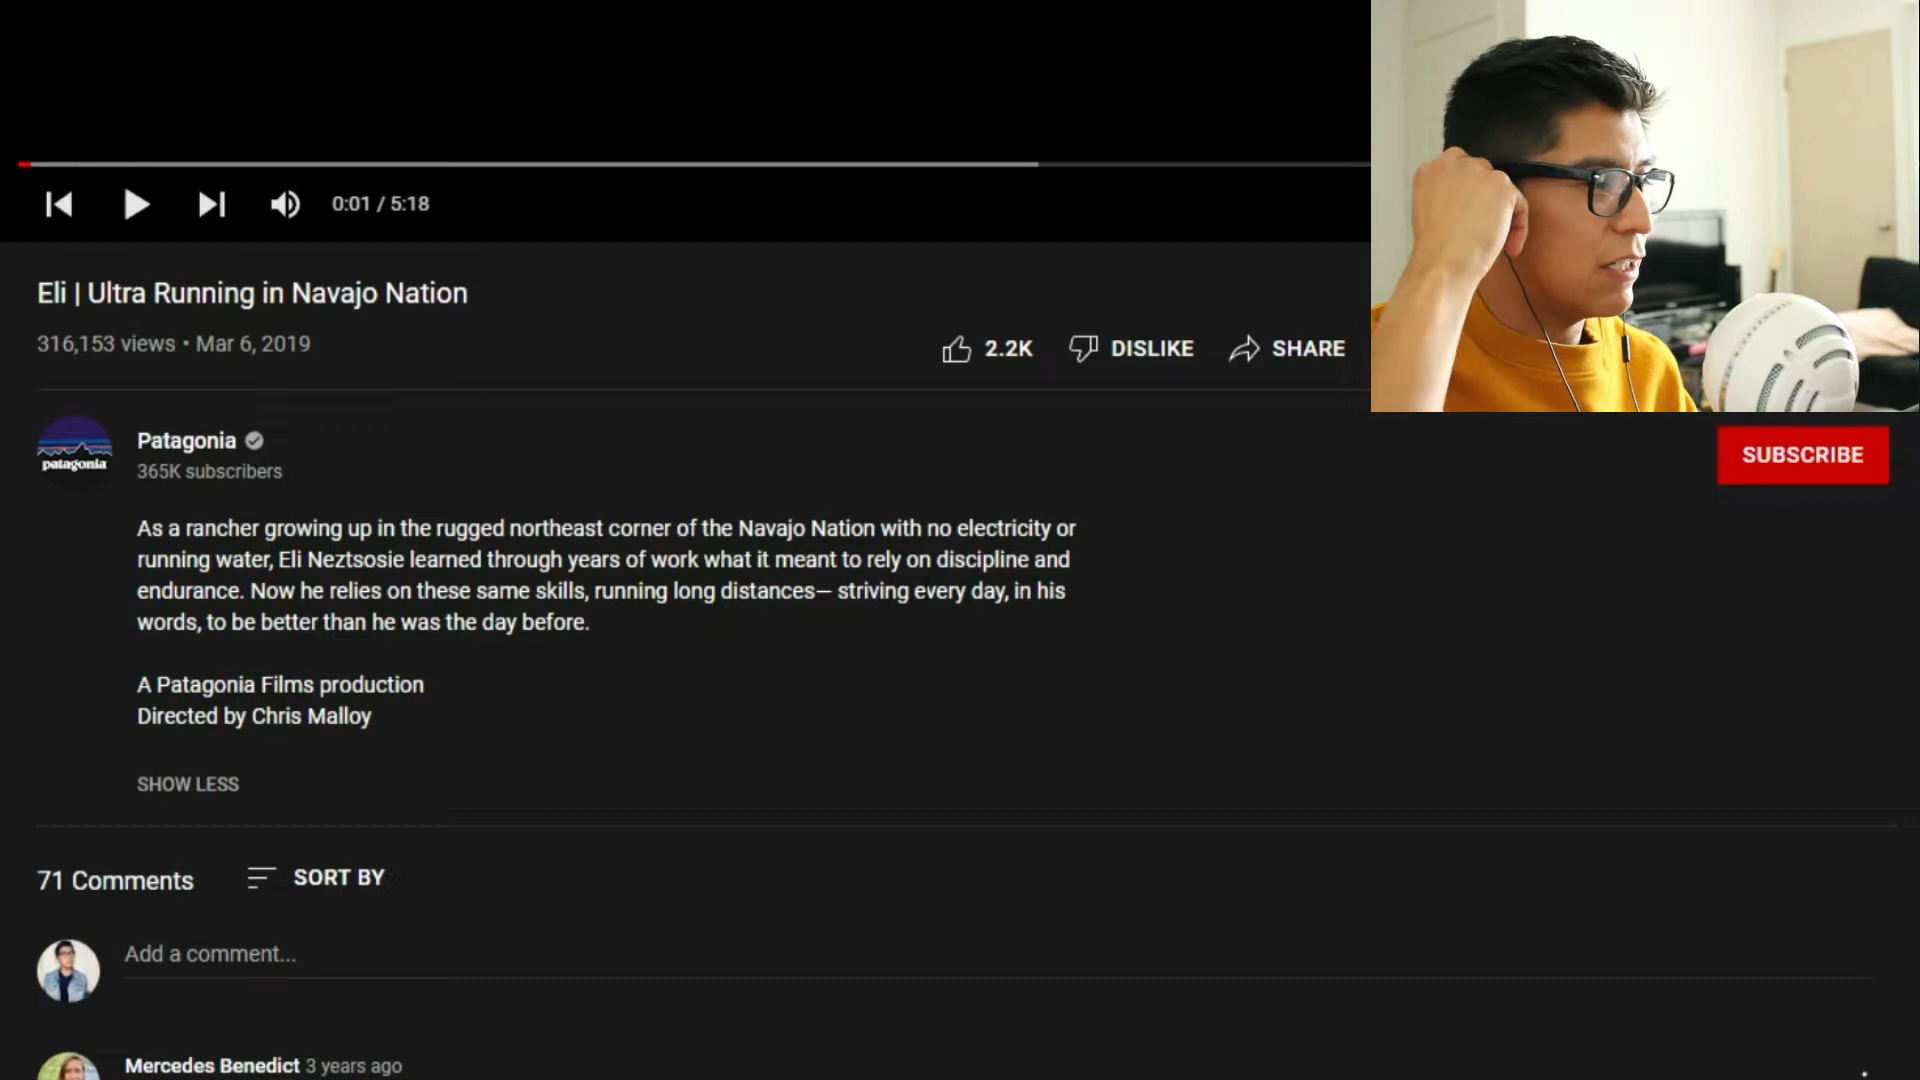 0:01 / 5:18
Eli | Ultra Running in Navajo Nation
316,153 views • Mar 6, 2019
2.2K
DISLIKE
SHARE
patagonia
Patagonia
365K subscribers
SUBSCRIBE
As a rancher growing up in the rugged northeast corner of the Navajo Nation with no electricity or
running water, Eli Neztsosie learned through years of work what it meant to rely on discipline and
endurance. Now he relies on these same skills, running long distances— striving every day, in his
words, to be better than he was the day before.
A Patagonia Films production
Directed by Chris Malloy
SHOW LESS
71 Comments
SORT BY
Add a comment...
Mercedes Benedict 3 years ago